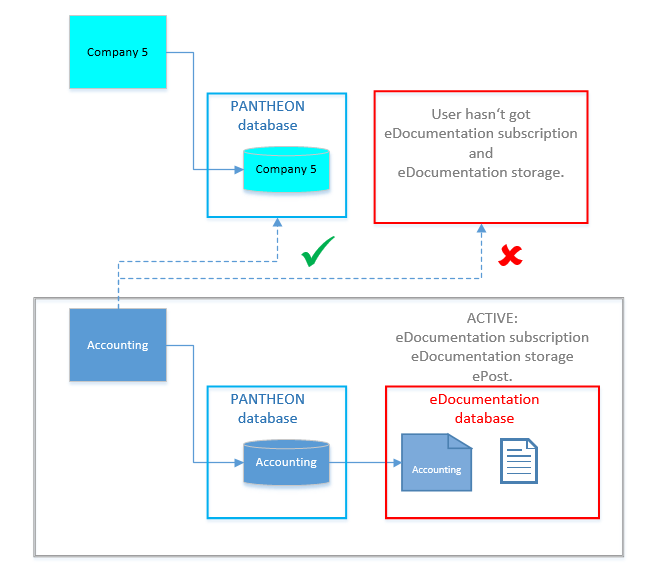 Company 5
PANTHEON
database
Company 5
User hasn't got
eDocumentation subscription
and
eDocumentation storage.
Accounting
ACTIVE:
eDocumentation subscription
eDocumentation storage
ePost.
PANTHEON
database
Accounting
eDocumentation
database
Accounting